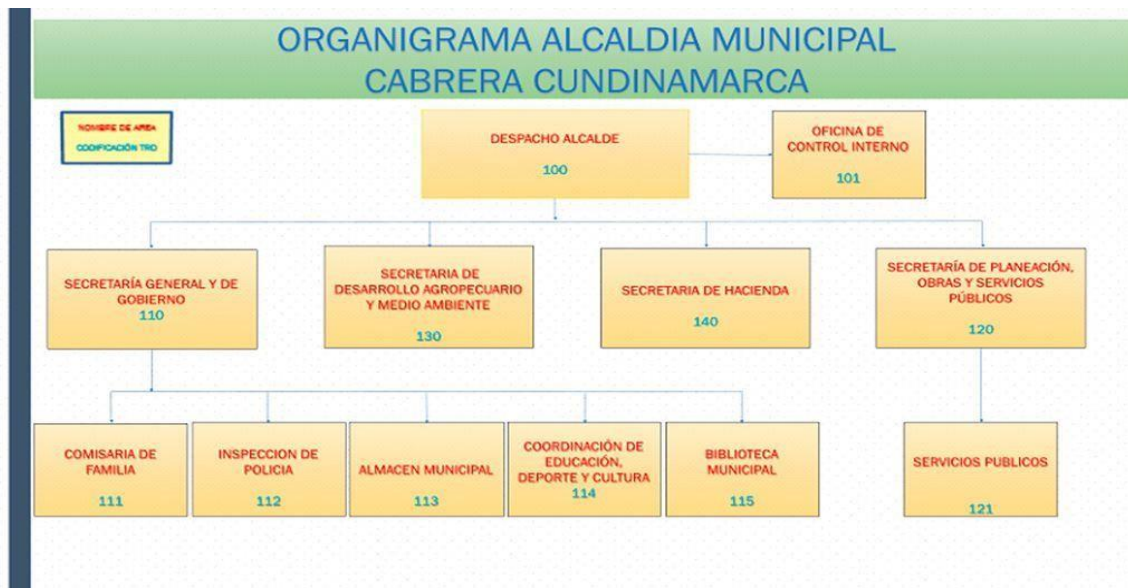 ORGANIGRAMA ALCALDIA MUNICIPAL
CABRERA CUNDINAMARCA
NOMBRE DE AREA
CODIFICACIÓN TRD
DESPACHO ALCALDE
100
OFICINA DE
CONTROL INTERNO
101
SECRETARÍA GENERAL Y DE
GOBIERNO
110
SECRETARIA DE
DESARROLLO AGROPECUARIO
Y MEDIO AMBIENTE
130
SECRETARIA DE HACIENDA
140
SECRETARÍA DE PLANEACIÓN,
OBRAS Y SERVICIOS
PÚBLICOS
120
COMISARIA DE
FAMILIA
111
INSPECCION DE
POLICIA
112
ALMACEN MUNICIPAL
113
COORDINACIÓN DE
EDUCACIÓN,
DEPORTE Y CULTURA
114
BIBLIOTECA
MUNICIPAL
115
SERVICIOS PUBLICOS
121